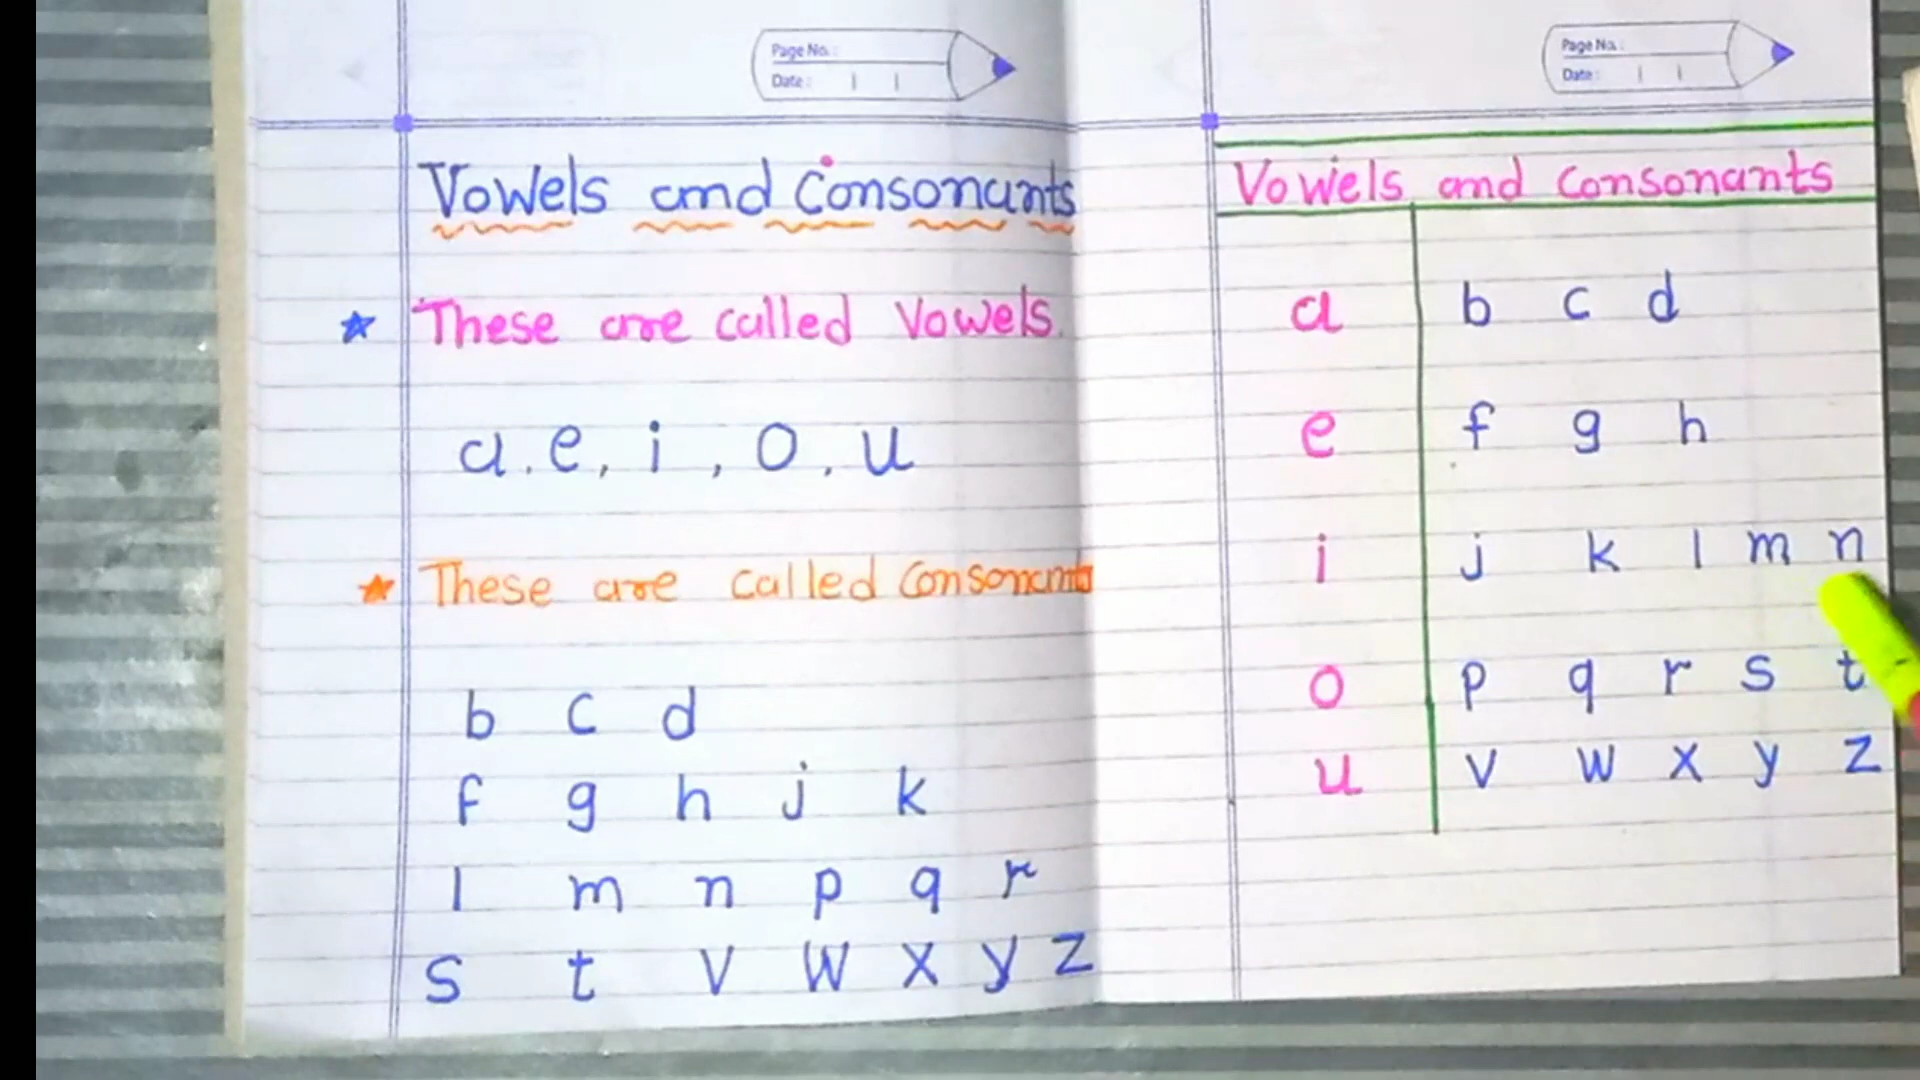 Page No. :
Date :
Vowels and Consonants
These are called Vowels.
a, e, i, o, u
These are called Consonants
b c d
f g h j k
l m n p q r
s t v w x y z
Page No. :
Date :
Vowels and Consonants
a b c d
e f g h
i j k l m n
o p q r s t
u v w x y z